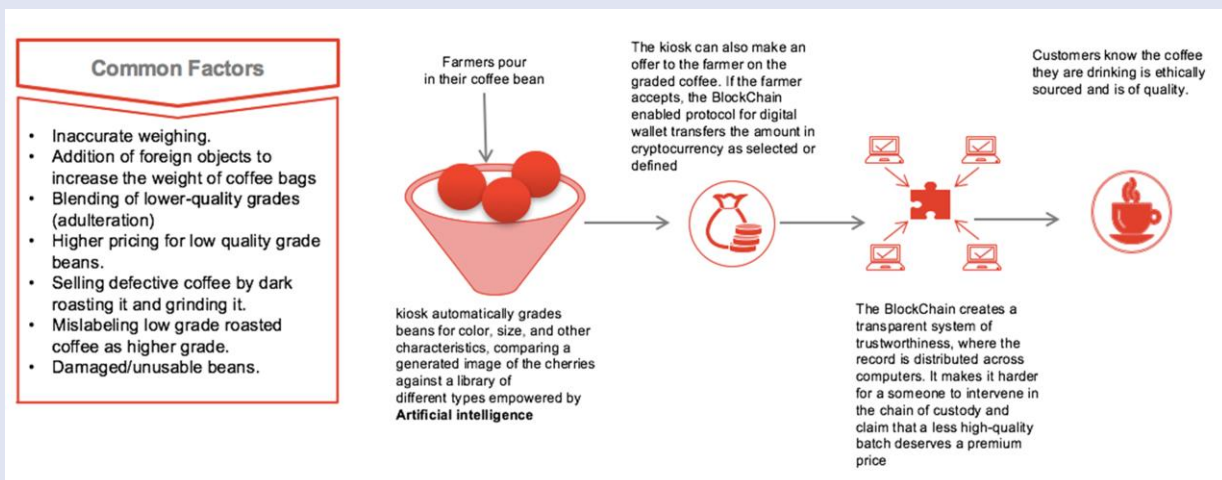 Common Factors
• Inaccurate weighing.
• Addition of foreign objects to
increase the weight of coffee bags
• Blending of lower-quality grades
(adulteration)
• Higher pricing for low quality grade
beans.
• Selling defective coffee by dark
roasting it and grinding it.
• Mislabeling low grade roasted
coffee as higher grade.
• Damaged/unusable beans.
Farmers pour
in their coffee bean
kiosk automatically grades
beans for color, size, and other
characteristics, comparing a
generated image of the cherries
against a library of
different types empowered by
Artificial intelligence
The kiosk can also make an
offer to the farmer on the
graded coffee. If the farmer
accepts, the BlockChain
enabled protocol for digital
wallet transfers the amount in
cryptocurrency as selected or
defined
The BlockChain creates a
transparent system of
trustworthiness, where the
record is distributed across
computers. It makes it harder
for a someone to intervene in
the chain of custody and
claim that a less high-quality
batch deserves a premium
price
Customers know the coffee
they are drinking is ethically
sourced and is of quality.